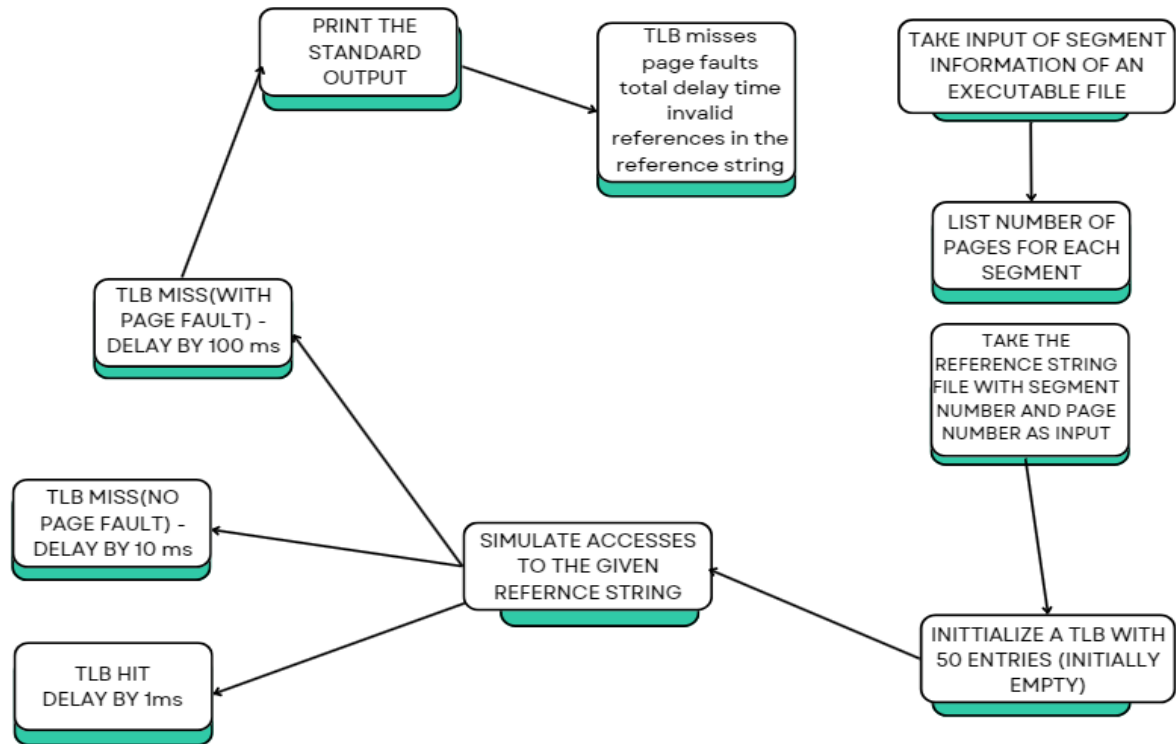 PRINT THE
STANDARD
OUTPUT
TLB misses
page faults
total delay time
invalid
references in the
reference string
TAKE INPUT OF SEGMENT
INFORMATION OF AN
EXECUTABLE FILE
LIST NUMBER OF
PAGES FOR EACH
SEGMENT
TLB MISS(WITH
PAGE FAULT) -
DELAY BY 100 ms
TAKE THE
REFERENCE STRING
FILE WITH SEGMENT
NUMBER AND PAGE
NUMBER AS INPUT
TLB MISS(NO
PAGE FAULT) -
DELAY BY 10 ms
SIMULATE ACCESSES
TO THE GIVEN
REFERNCE STRING
INITTIALIZE A TLB WITH
50 ENTRIES (INITIALLY
EMPTY)
TLB HIT
DELAY BY 1ms